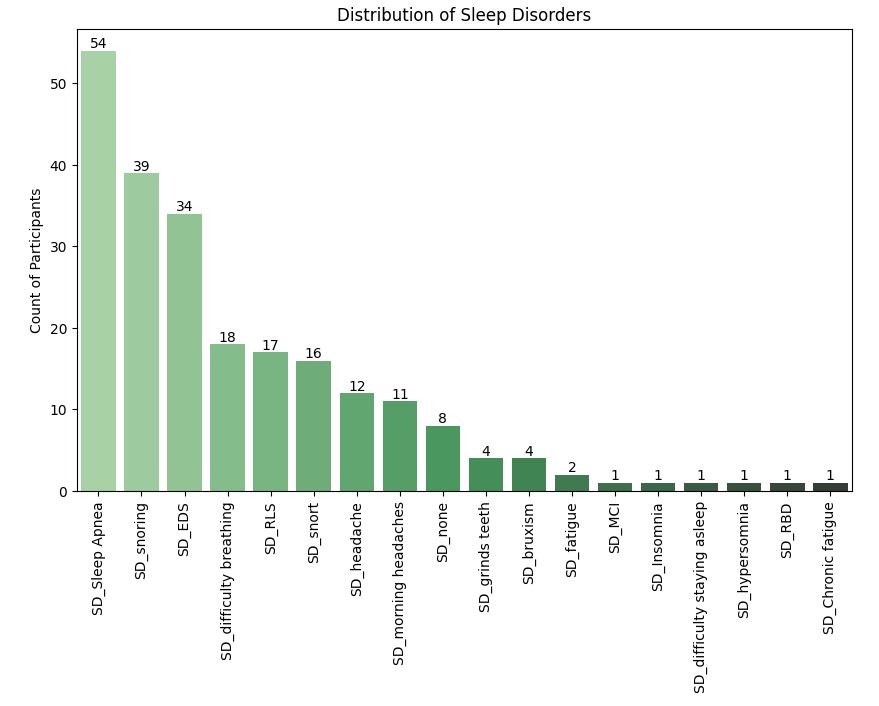 Distribution of Sleep Disorders
Count of Participants
50
40
30
20
10
0
54
39
34
18
17
16
12
11
8
4
4
2
1
1
1
1
1
1
SD_Sleep Apnea
SD_snoring
SD_EDS
SD_difficulty breathing
SD_RLS
SD_snort
SD_headache
SD_morning headaches
SD_none
SD_grinds teeth
SD_bruxism
SD_fatigue
SD_MCI
SD_Insomnia
SD_difficulty staying asleep
SD_hypersomnia
SD_RBD
SD_Chronic fatigue